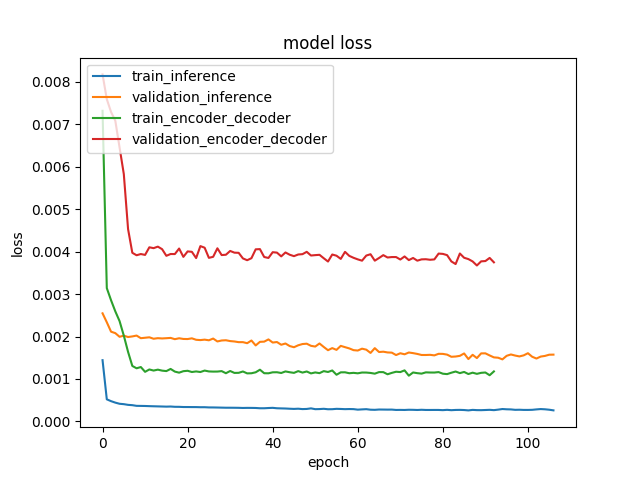 model loss
train_inference
validation_inference
train_encoder_decoder
validation_encoder_decoder
loss
0.008
0.007
0.006
0.005
0.004
0.003
0.002
0.001
0.000
0 20 40 60 80 100
epoch